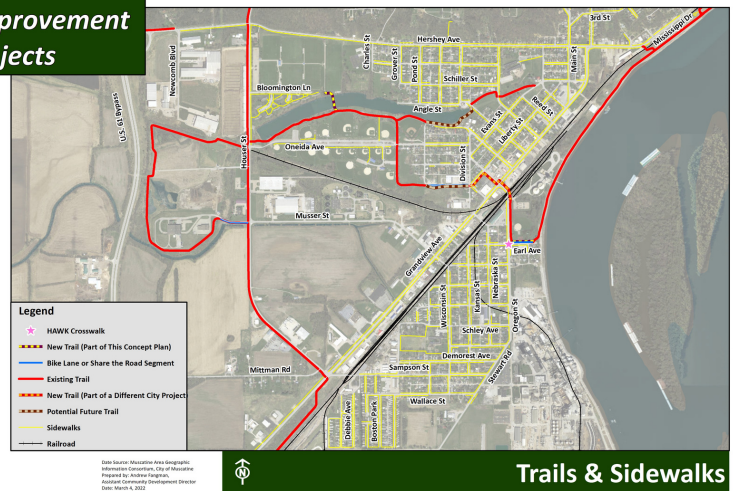 provement
jects
3rd St
Mississippi Dr
Hershey Ave
Main St
Charles St
Grover St
Pond St
Newcomb Blvd
Schiller St
U.S. 61 Bypass
Bloomington Ln
Reed St
Angle St
Evans St
Liberty St
Houser St
Oneida Ave
Division St
Musser St
Grandview Ave
Earl Ave
Nebraska St
Kansas St
Wisconsin St
Oregon St
Schley Ave
Demorest Ave
Stewart Rd
Mittman Rd
Sampson St
Wallace St
Debbie Ave
Boston Park
Legend
HAWK Crosswalk
New Trail (Part of This Concept Plan)
Bike Lane or Share the Road Segment
Existing Trail
New Trail (Part of a Different City Project
Potential Future Trail
Sidewalks
Railroad
Date Source: Muscatine Area Geographic
Information Consortium, City of Muscatine
Prepared by: Andrew Fangman,
Assistant Community Development Director
Date: March 4, 2022
N
Trails & Sidewalks